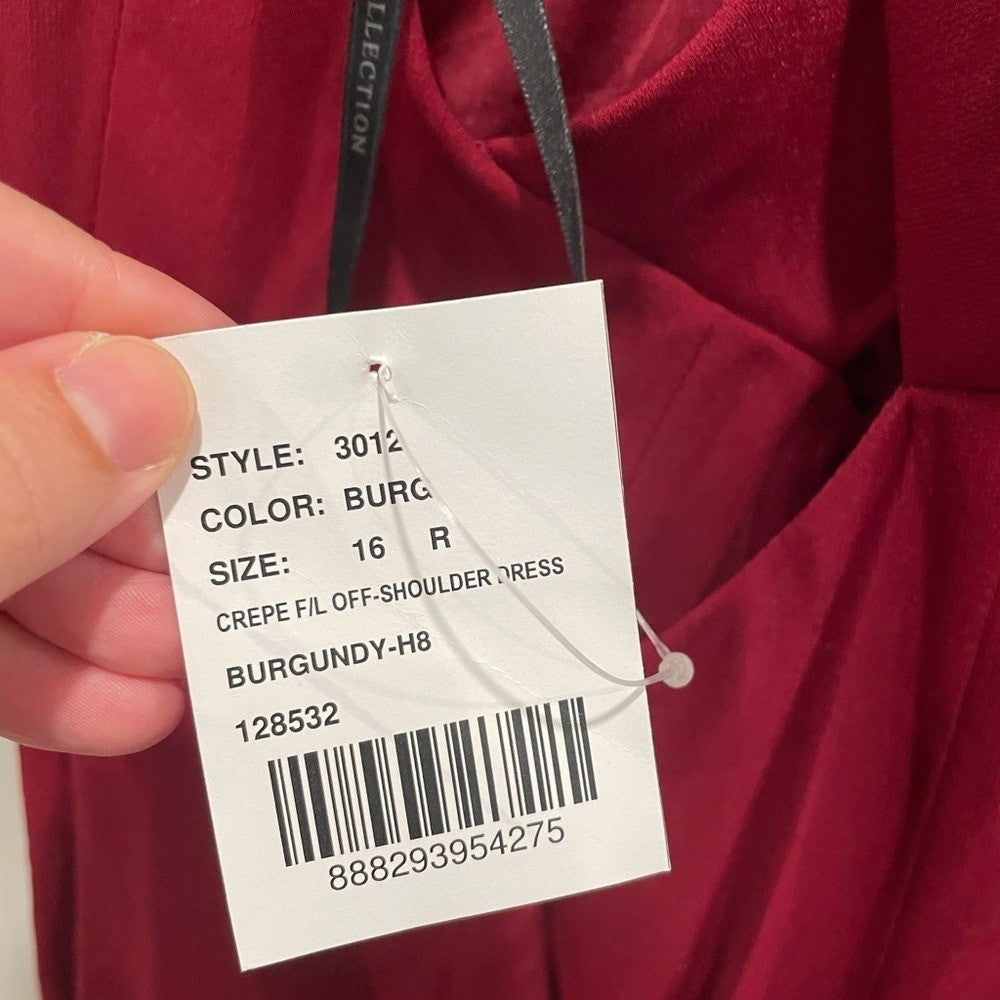 LLECTION
STYLE: 3012
COLOR: BURG
SIZE: 16 R
CREPE F/L OFF-SHOULDER DRESS
BURGUNDY-H8
128532
888293954275